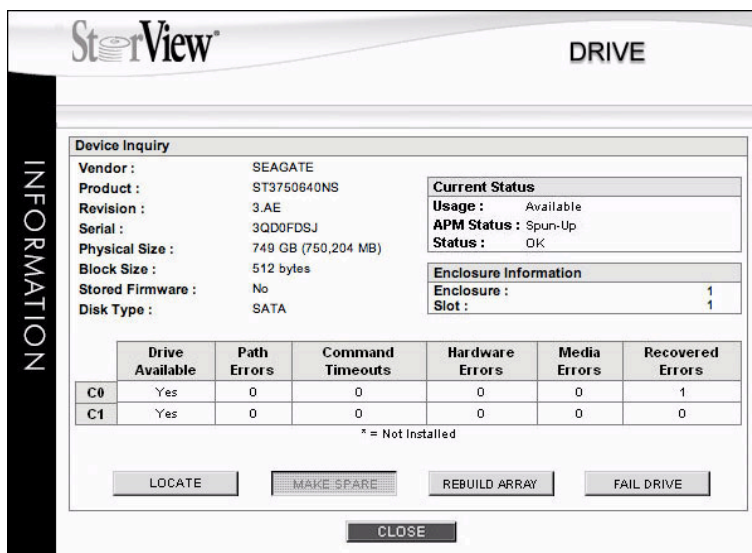 StorView
DRIVE
INFORMATION
Device Inquiry
Vendor : SEAGATE
Product : ST3750640NS
Revision : 3.AE
Serial : 3QD0FDSJ
Physical Size : 749 GB (750,204 MB)
Block Size : 512 bytes
Stored Firmware : No
Disk Type : SATA
Current Status
Usage : Available
APM Status : Spun-Up
Status : OK
Enclosure Information
Enclosure : 1
Slot : 1
Drive Available Path Errors Command Timeouts Hardware Errors Media Errors Recovered Errors
C0 Yes 0 0 0 0 1
C1 Yes 0 0 0 0 0
* = Not Installed
LOCATE MAKE SPARE REBUILD ARRAY FAIL DRIVE
CLOSE